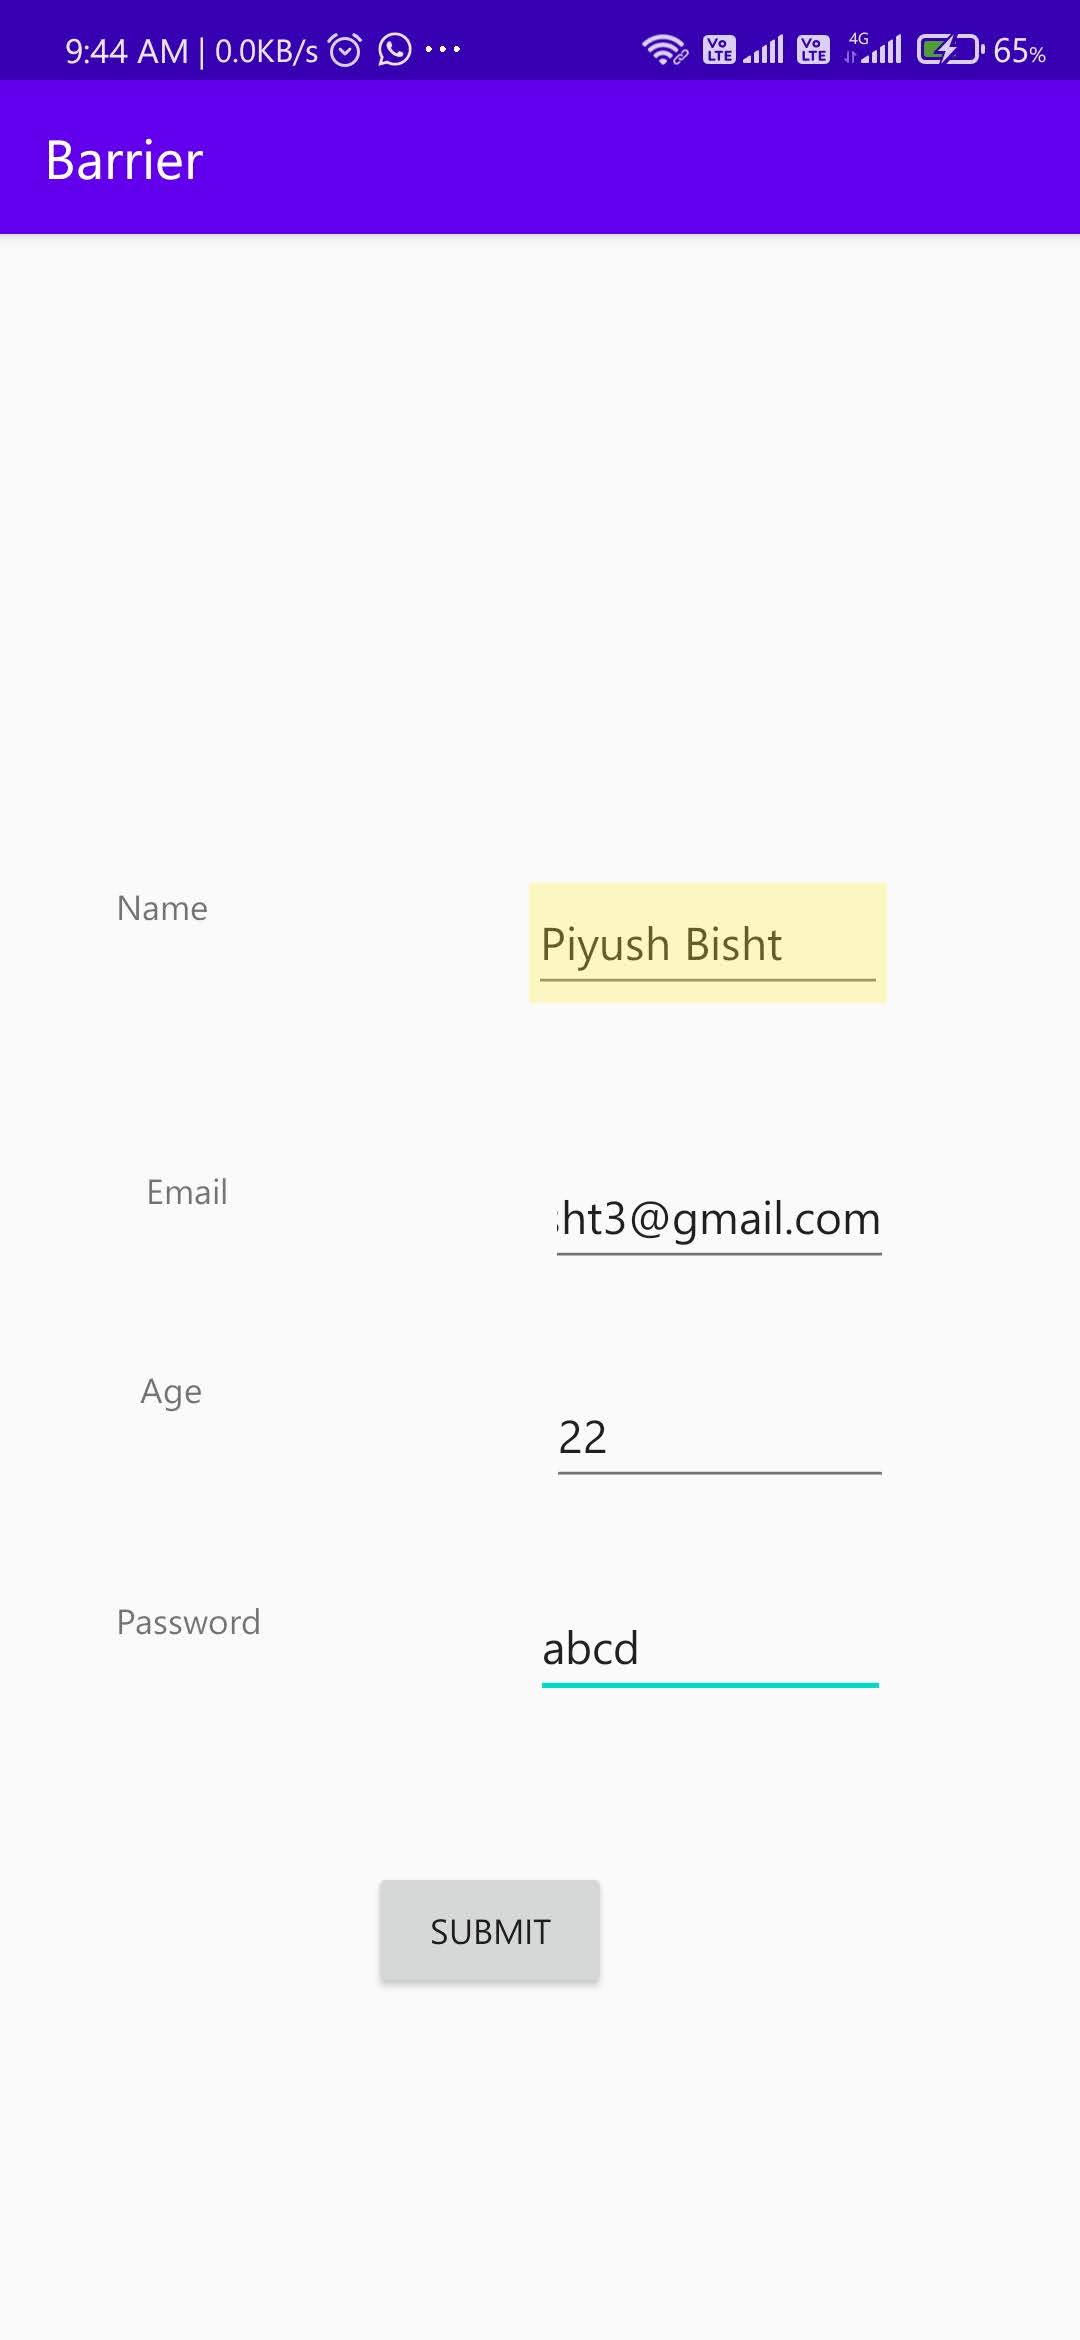 9:44 AM | 0.0KB/s ... Vo LTE Vo LTE 4G 65%
Barrier
Name
Piyush Bisht
Email
ht3@gmail.com
Age
22
Password
abcd
SUBMIT